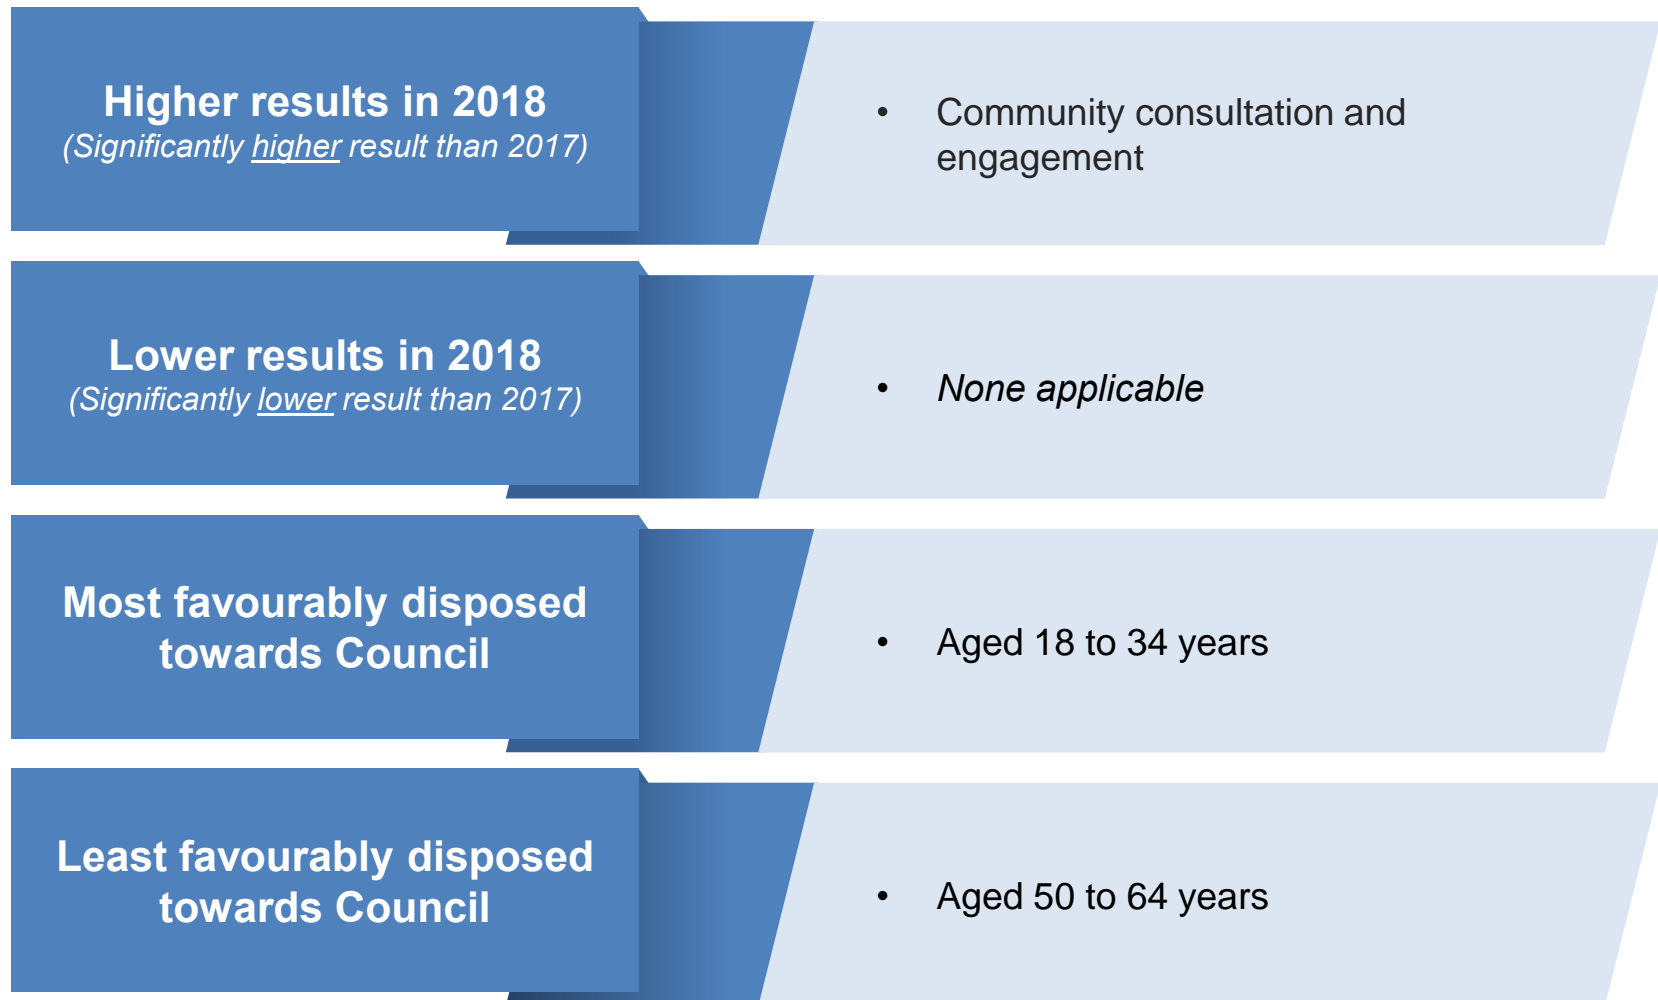 Higher results in 2018
(Significantly higher result than 2017)
• Community consultation and
engagement
Lower results in 2018
(Significantly lower result than 2017)
• None applicable
Most favourably disposed
towards Council
• Aged 18 to 34 years
Least favourably disposed
towards Council
• Aged 50 to 64 years